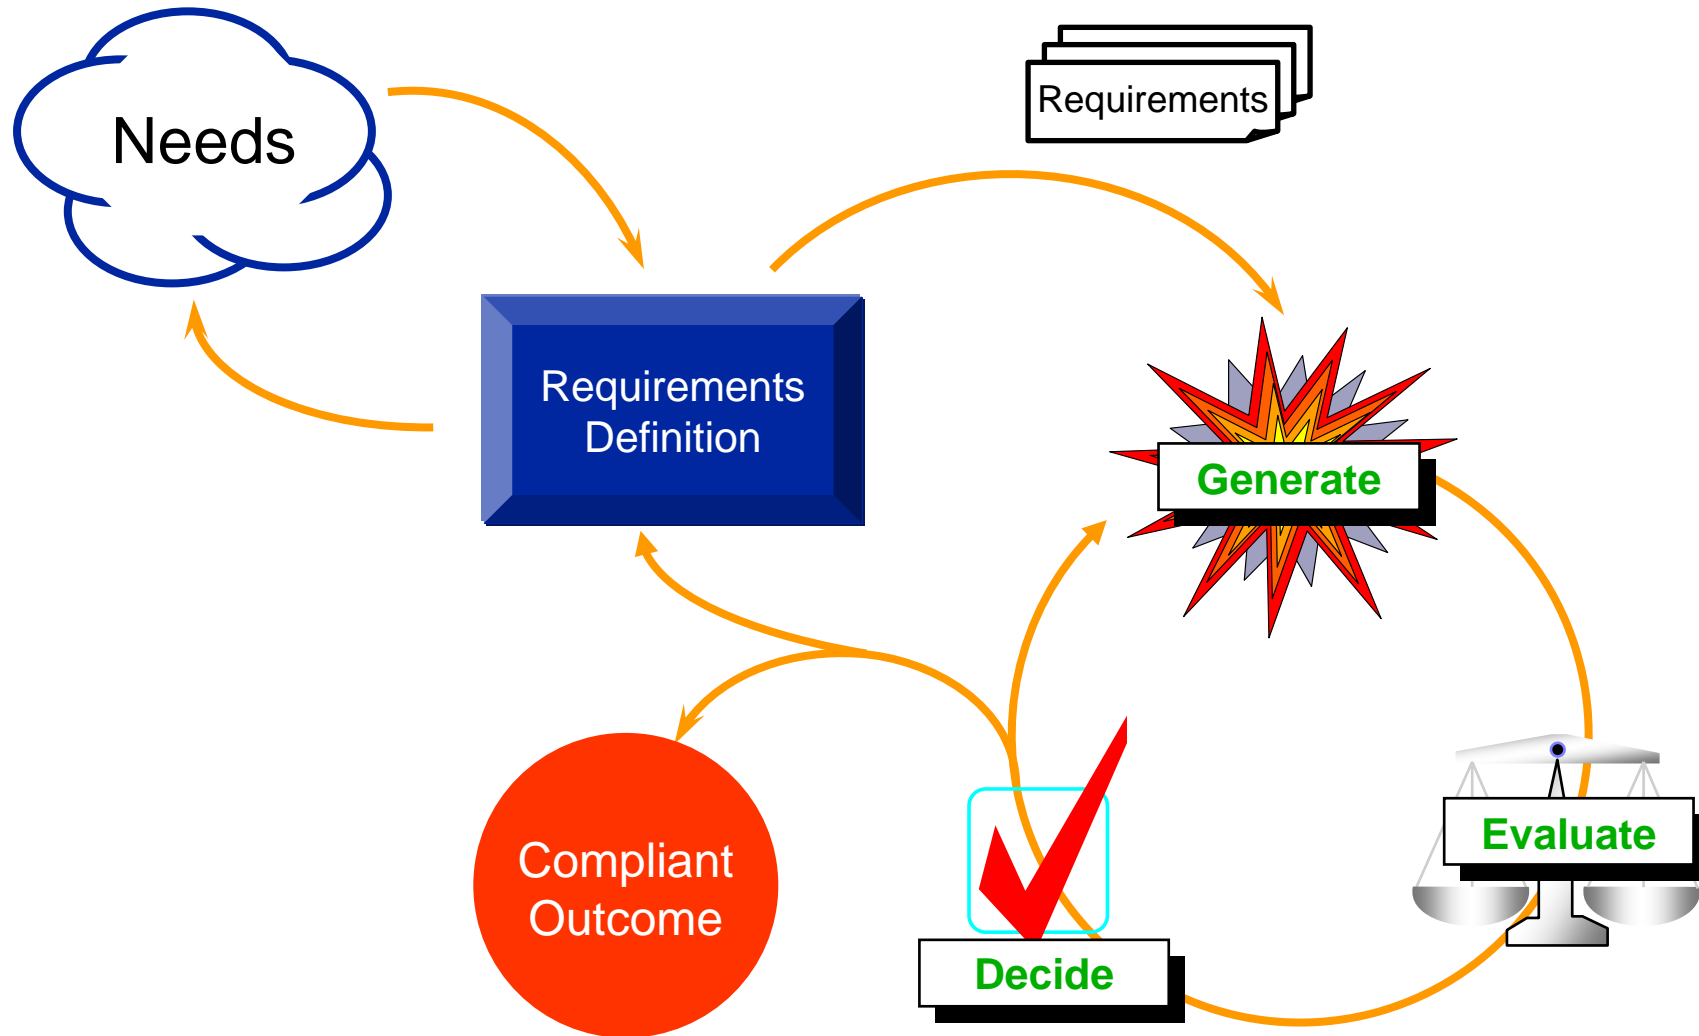 Needs
Requirements
Requirements
Definition
Generate
Evaluate
Compliant
Outcome
Decide